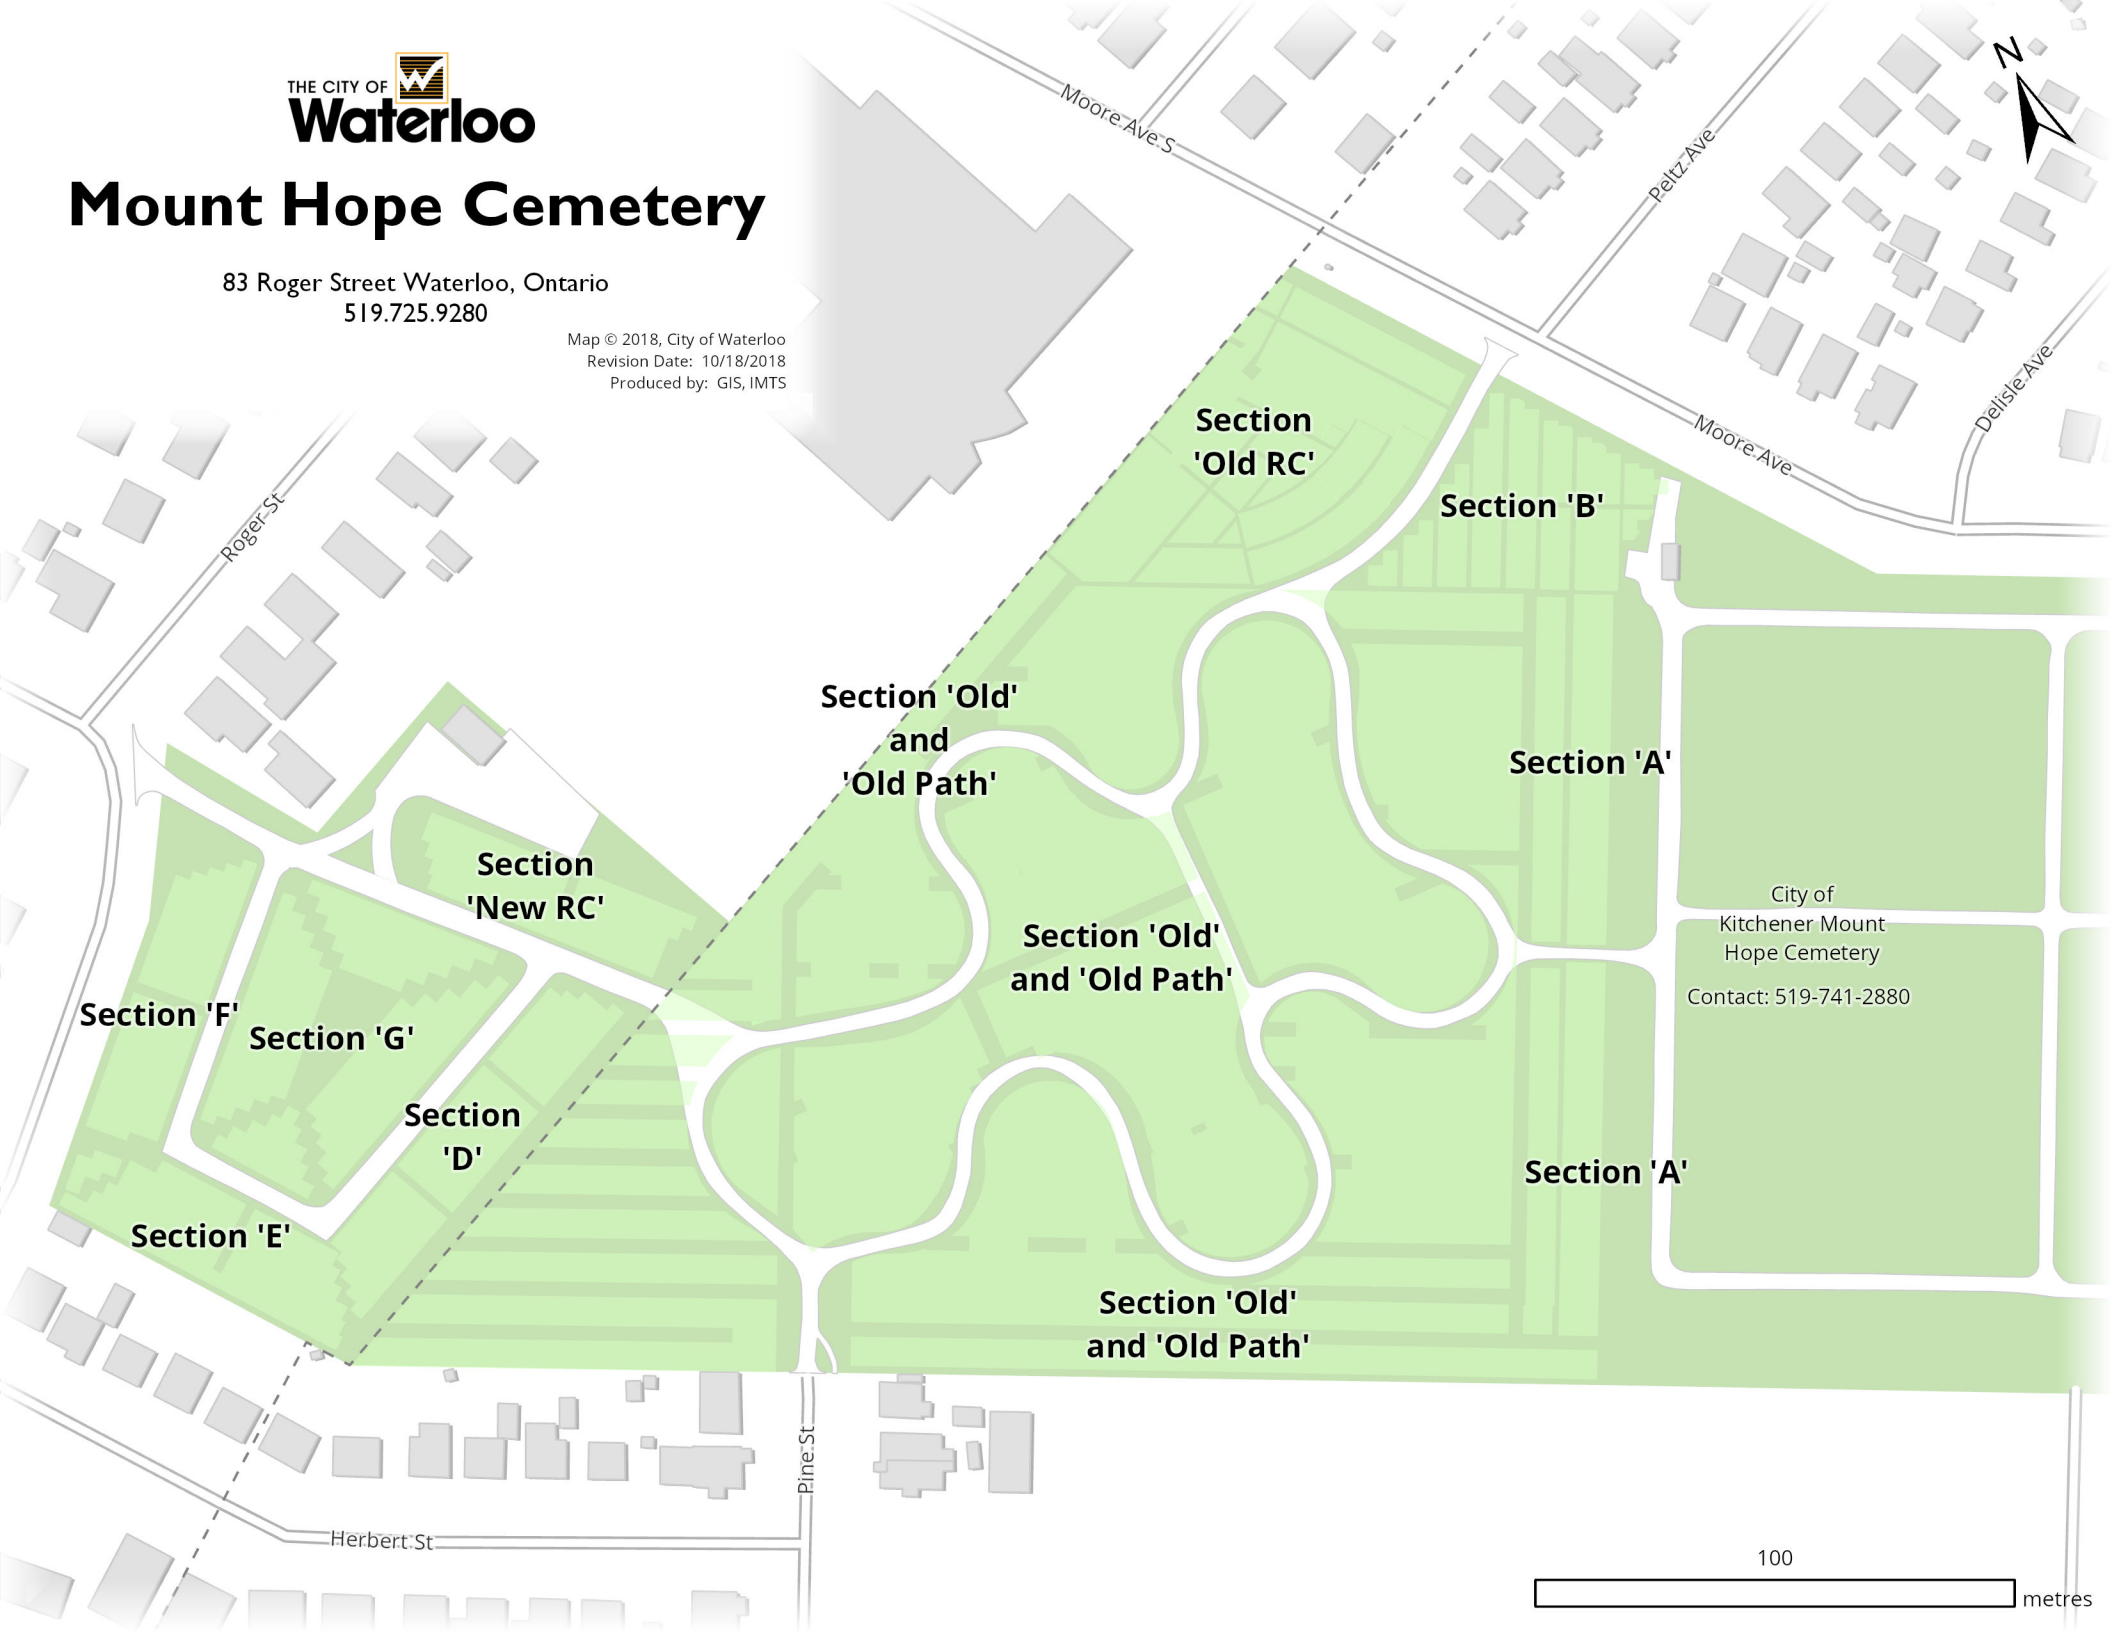 THE CITY OF
Waterloo
Mount Hope Cemetery
83 Roger Street Waterloo, Ontario
519.725.9280
Map © 2018, City of Waterloo
Revision Date: 10/18/2018
Produced by: GIS, IMTS
N
Moore Ave S
Peltz Ave
Delisle Ave
Moore Ave
Roger St
Section
'Old RC'
Section 'B'
Section 'Old'
and
'Old Path'
Section 'A'
Section
'New RC'
City of
Kitchener Mount
Hope Cemetery
Contact: 519-741-2880
Section 'Old'
and 'Old Path'
Section 'F'
Section 'G'
Section
'D'
Section 'A'
Section 'E'
Section 'Old'
and 'Old Path'
Pine St
Herbert St
100
metres